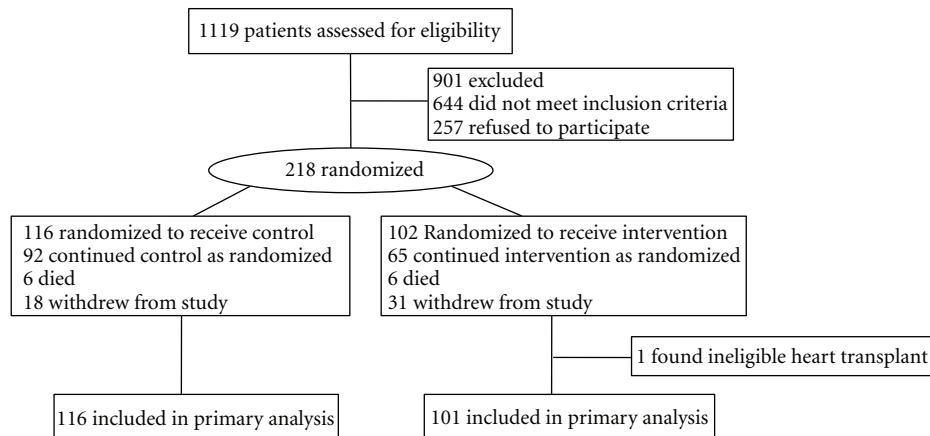 1119 patients assessed for eligibility
901 excluded
644 did not meet inclusion criteria
257 refused to participate
218 randomized
116 randomized to receive control
92 continued control as randomized
6 died
18 withdrew from study
102 Randomized to receive intervention
65 continued intervention as randomized
6 died
31 withdrew from study
1 found ineligible heart transplant
116 included in primary analysis
101 included in primary analysis